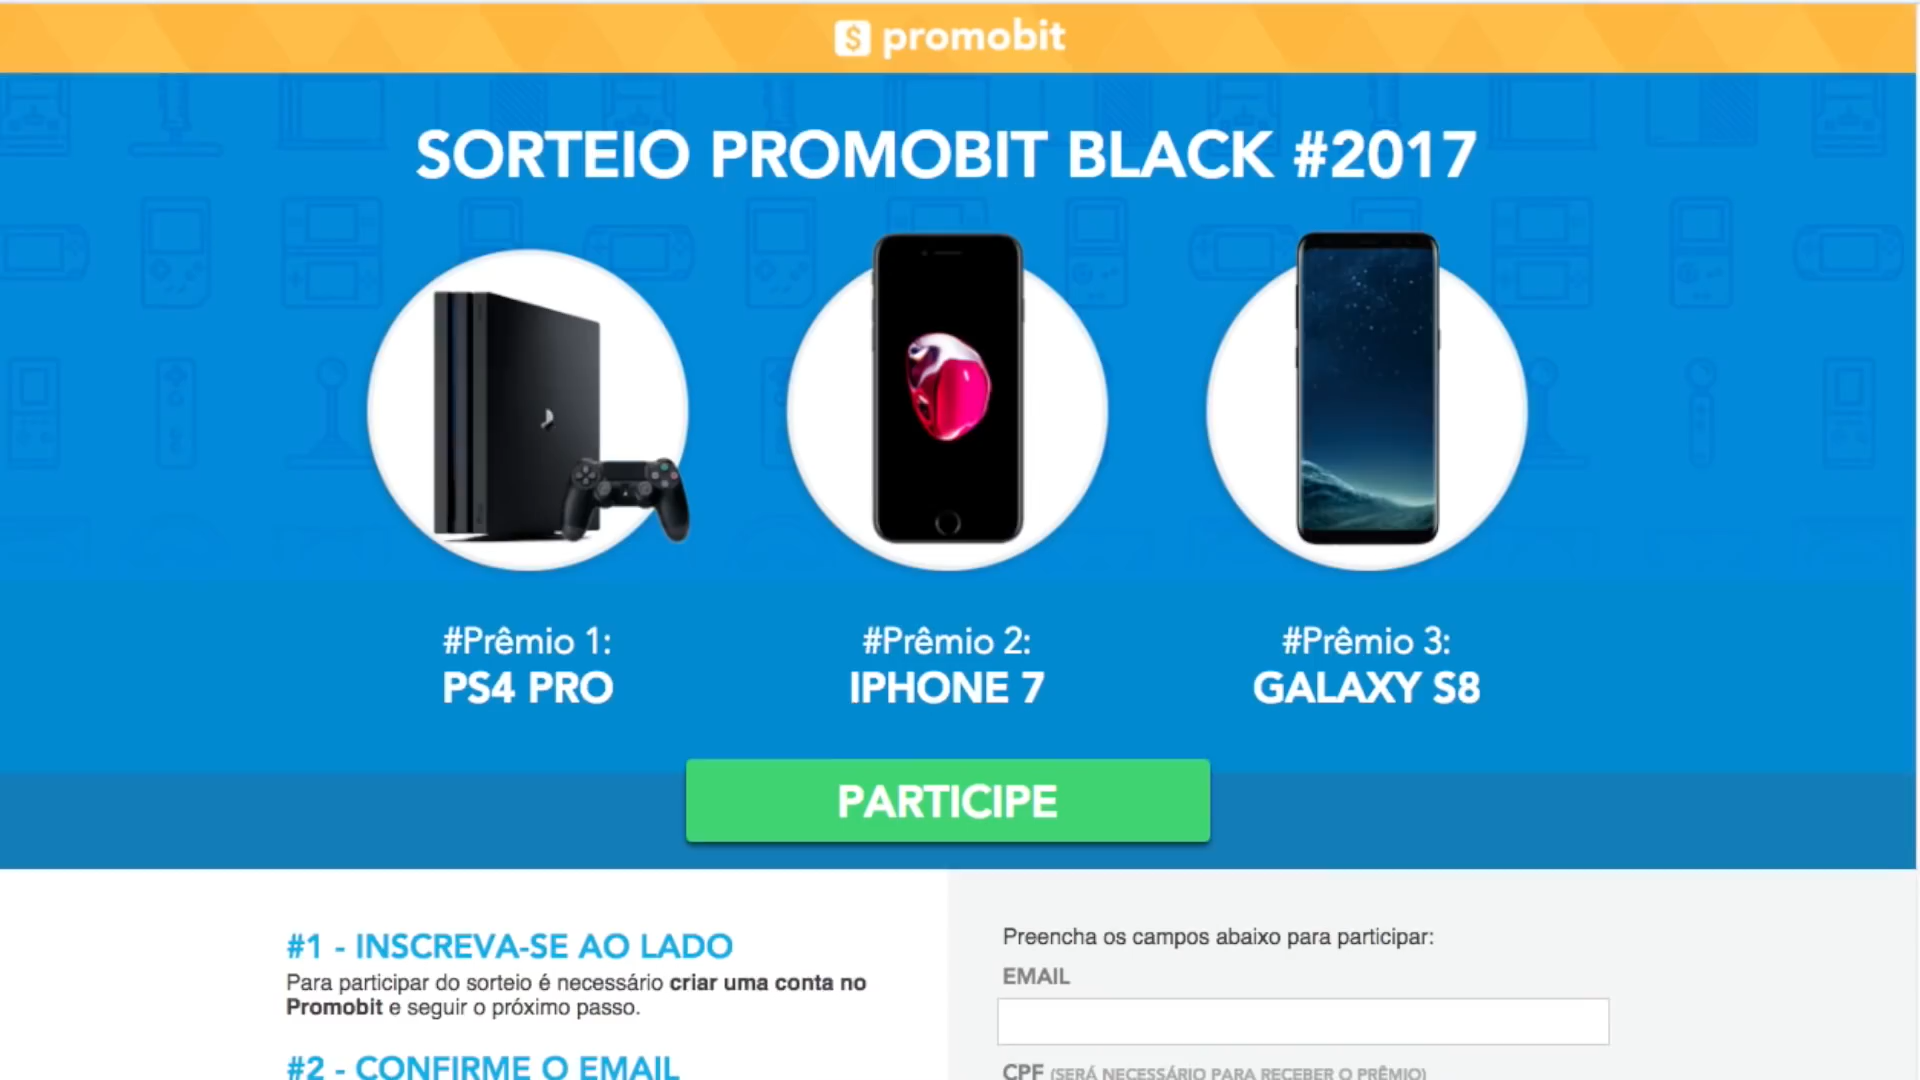 promobit
SORTEIO PROMOBIT BLACK #2017
#Prêmio 1:
PS4 PRO
#Prêmio 2:
IPHONE 7
#Prêmio 3:
GALAXY S8
PARTICIPE
#1 - INSCREVA-SE AO LADO
Para participar do sorteio é necessário criar uma conta no
Promobit e seguir o próximo passo.
#2 - CONFIRME O EMAIL
Preencha os campos abaixo para participar:
EMAIL
CPF (SERÁ NECESSÁRIO PARA RECEBER O PRÊMIO)